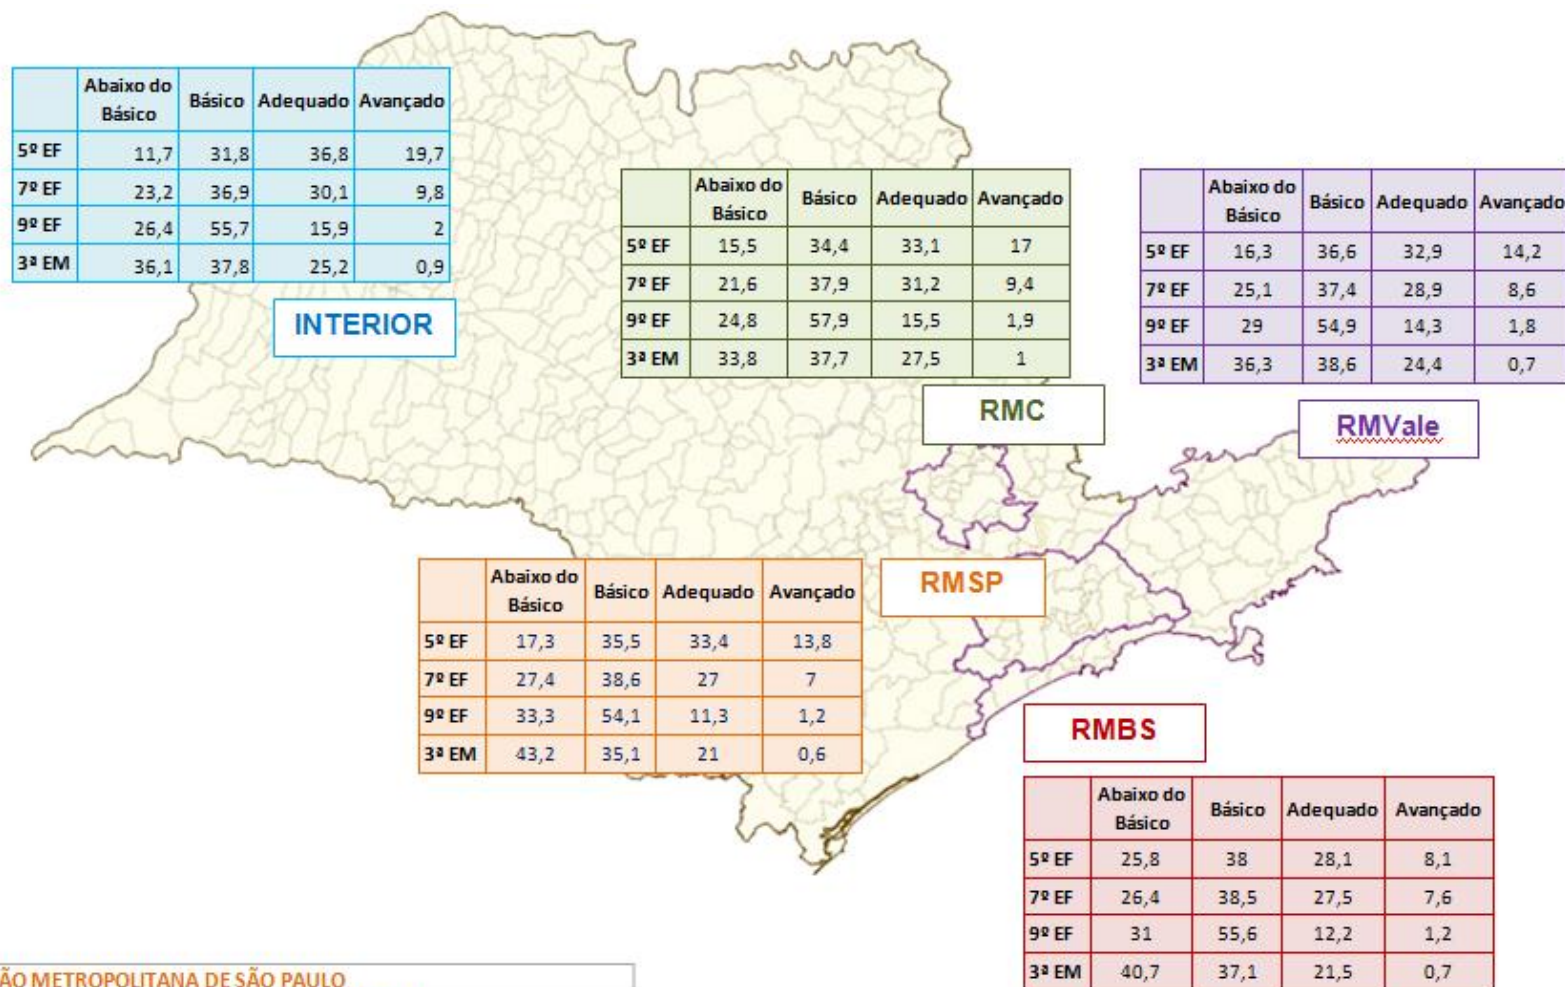 Abaixo do Básico Básico Adequado Avançado
5º EF 11,7 31,8 36,8 19,7
7º EF 23,2 36,9 30,1 9,8
9º EF 26,4 55,7 15,9 2
3ª EM 36,1 37,8 25,2 0,9
INTERIOR
Abaixo do Básico Básico Adequado Avançado
5º EF 15,5 34,4 33,1 17
7º EF 21,6 37,9 31,2 9,4
9º EF 24,8 57,9 15,5 1,9
3ª EM 33,8 37,7 27,5 1
RMC
Abaixo do Básico Básico Adequado Avançado
5º EF 16,3 36,6 32,9 14,2
7º EF 25,1 37,4 28,9 8,6
9º EF 29 54,9 14,3 1,8
3ª EM 36,3 38,6 24,4 0,7
RMVale
Abaixo do Básico Básico Adequado Avançado
5º EF 17,3 35,5 33,4 13,8
7º EF 27,4 38,6 27 7
9º EF 33,3 54,1 11,3 1,2
3ª EM 43,2 35,1 21 0,6
RMSP
RMBS
Abaixo do Básico Básico Adequado Avançado
5º EF 25,8 38 28,1 8,1
7º EF 26,4 38,5 27,5 7,6
9º EF 31 55,6 12,2 1,2
3ª EM 40,7 37,1 21,5 0,7
ÃO METROPOLITANA DE SÃO PAULO